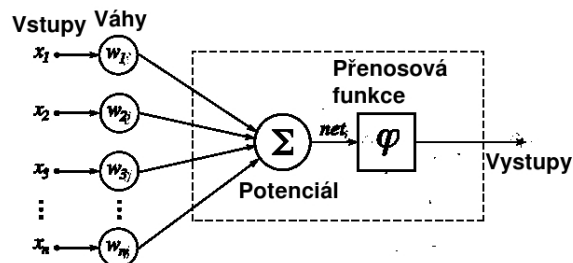 Vstupy Váhy
x1 w1j
x2 w2j
x3 w3j
⋮ ⋮
xn wnj
Σ
Potenciál
netj
Přenosová
funkce
φ
Vystupy